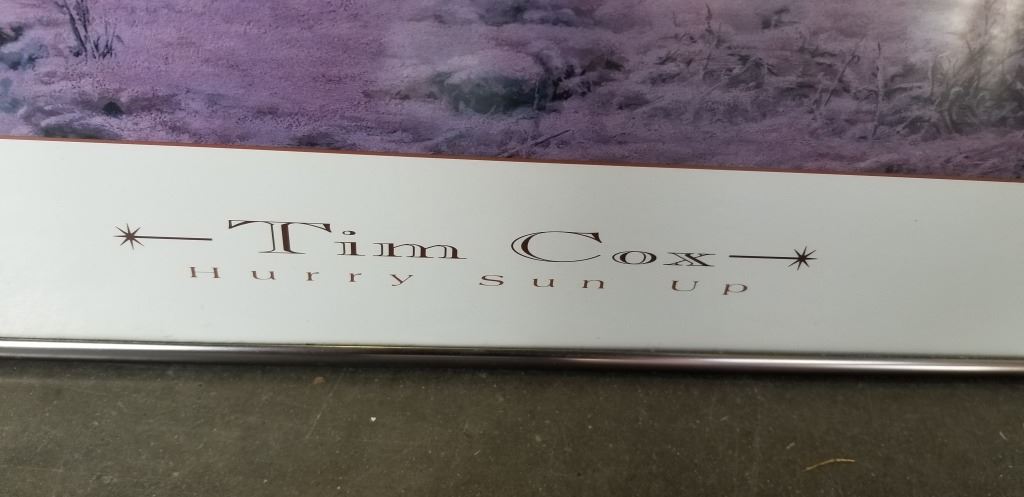 Tim Cox
Hurry Sun Up